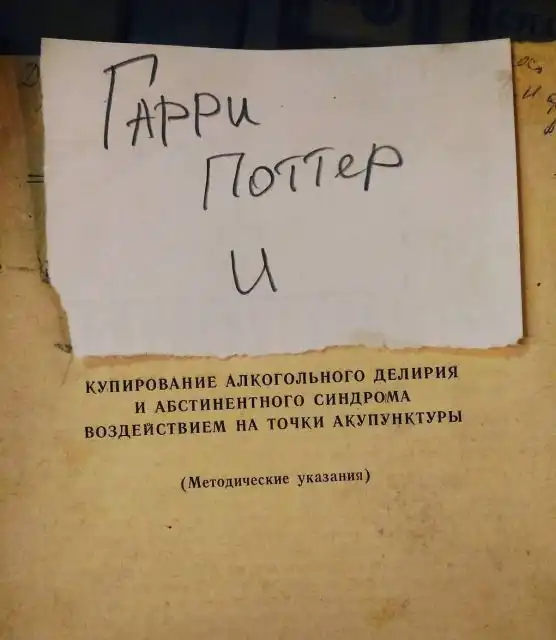 Гарри
Поттер
и
КУПИРОВАНИЕ АЛКОГОЛЬНОГО ДЕЛИРИЯ
И АБСТИНЕНТНОГО СИНДРОМА
ВОЗДЕЙСТВИЕМ НА ТОЧКИ АКУПУНКТУРЫ
(Методические указания)